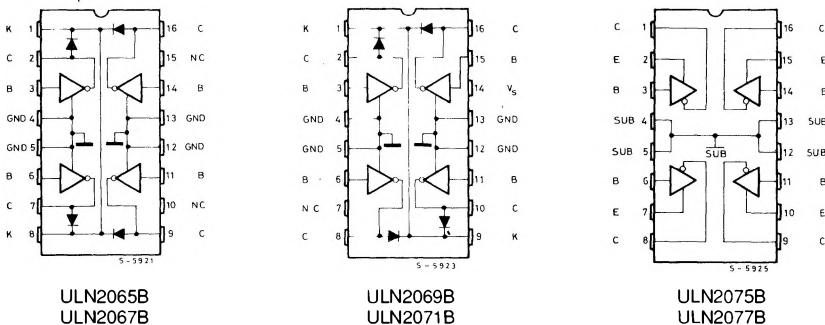 K 1 16 C K 1 16 C C 1 16 C
C 2 15 NC C 2 15 B E 2 15 E
B 3 14 B B 3 14 VS B 3 14 B
GND 4 13 GND GND 4 13 GND SUB 4 13 SUB
GND 5 12 GND GND 5 12 GND SUB 5 SUB 12 SUB
B 6 11 B B 6 11 B B 6 11 B
C 7 10 NC NC 7 10 C E 7 10 E
K 8 9 C C 8 9 K C 8 9 C
S-5921 S-5923 S-5925
ULN2065B ULN2069B ULN2075B
ULN2067B ULN2071B ULN2077B